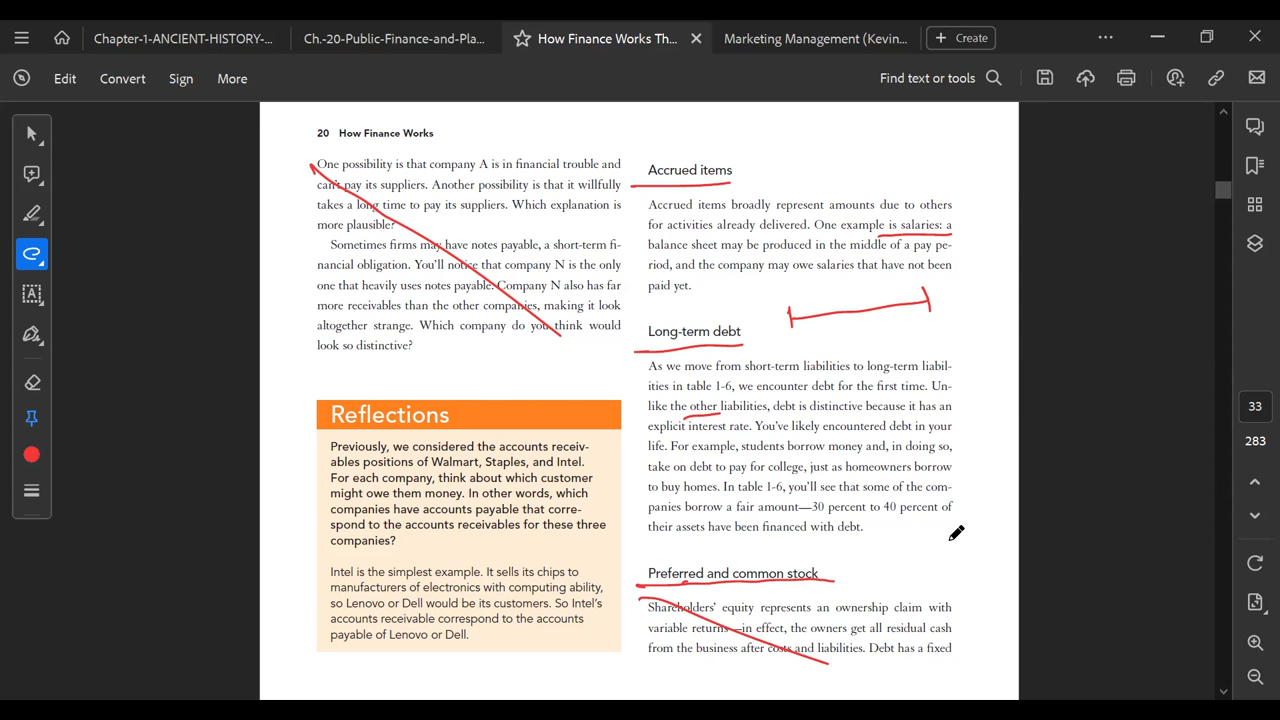 Chapter-1-ANCIENT-HISTORY-...
Ch.-20-Public-Finance-and-Pla...
How Finance Works Th...
Marketing Management (Kevin...
Create
Edit
Convert
Sign
More
Find text or tools
20 How Finance Works
One possibility is that company A is in financial trouble and
can't pay its suppliers. Another possibility is that it willfully
takes a long time to pay its suppliers. Which explanation is
more plausible?
Sometimes firms may have notes payable, a short-term fi-
nancial obligation. You'll notice that company N is the only
one that heavily uses notes payable. Company N also has far
more receivables than the other companies, making it look
altogether strange. Which company do you think would
look so distinctive?
Reflections
Previously, we considered the accounts receiv-
ables positions of Walmart, Staples, and Intel.
For each company, think about which customer
might owe them money. In other words, which
companies have accounts payable that corre-
spond to the accounts receivables for these three
companies?
Intel is the simplest example. It sells its chips to
manufacturers of electronics with computing ability,
so Lenovo or Dell would be its customers. So Intel's
accounts receivable correspond to the accounts
payable of Lenovo or Dell.
Accrued items
Accrued items broadly represent amounts due to others
for activities already delivered. One example is salaries: a
balance sheet may be produced in the middle of a pay pe-
riod, and the company may owe salaries that have not been
paid yet.
Long-term debt
As we move from short-term liabilities to long-term liabil-
ities in table 1-6, we encounter debt for the first time. Un-
like the other liabilities, debt is distinctive because it has an
explicit interest rate. You've likely encountered debt in your
life. For example, students borrow money and, in doing so,
take on debt to pay for college, just as homeowners borrow
to buy homes. In table 1-6, you'll see that some of the com-
panies borrow a fair amount—30 percent to 40 percent of
their assets have been financed with debt.
Preferred and common stock
Shareholders' equity represents an ownership claim with
variable returns—in effect, the owners get all residual cash
from the business after costs and liabilities. Debt has a fixed
33
283